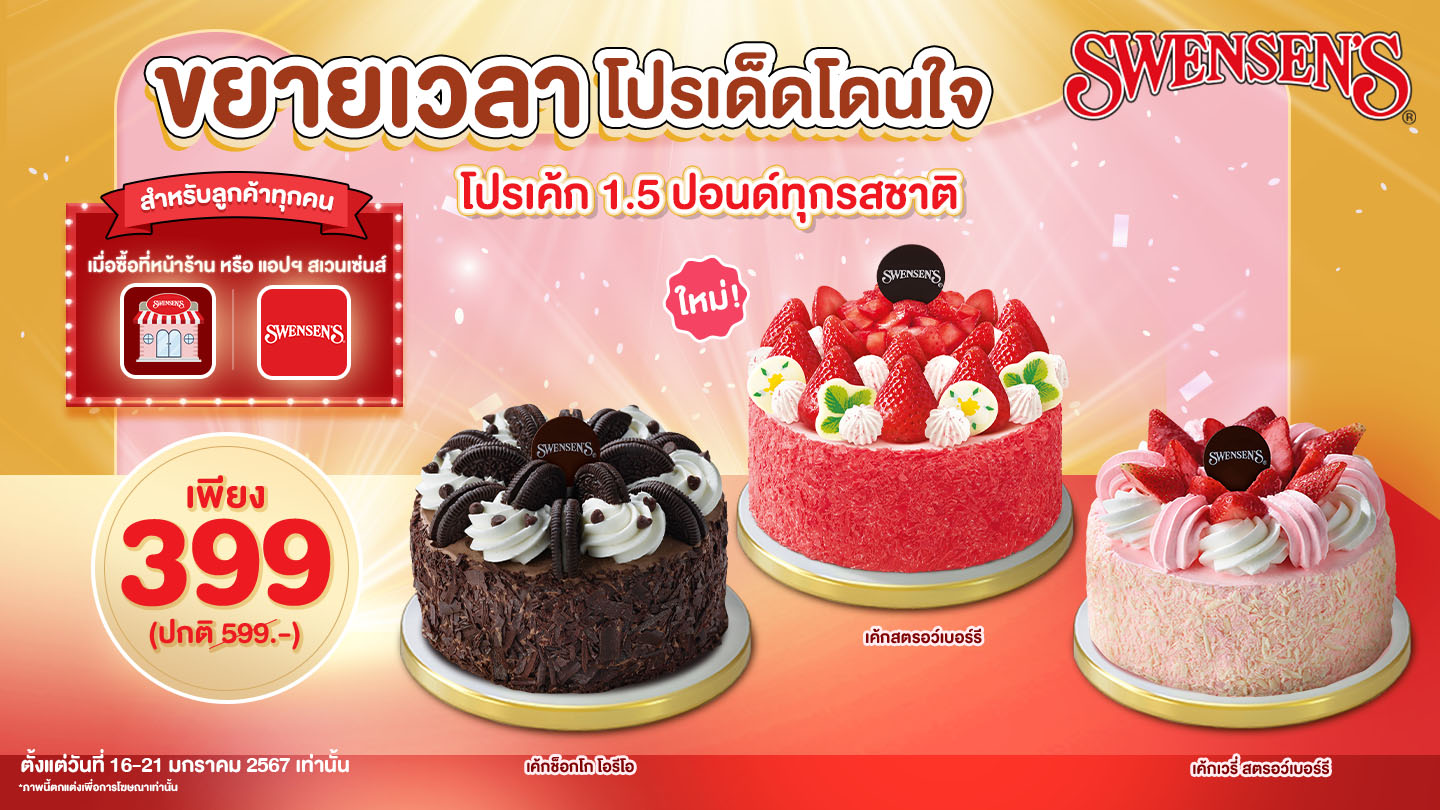 ขยายเวลา โปรเด็ดโดนใจ
SWENSEN'S®
โปรเค้ก 1.5 ปอนด์ทุกรสชาติ
สำหรับลูกค้าทุกคน
เมื่อซื้อที่หน้าร้าน หรือ แอปฯ สเวนเซ่นส์
SWENSEN'S
SWENSEN'S
ใหม่!
SWENSEN'S
SWENSEN'S
SWENSEN'S
เพียง
399
(ปกติ 599.-)
เค้กสตรอว์เบอร์รี
เค้กช็อกโก โอรีโอ
เค้กเวรี่ สตรอว์เบอร์รี
ตั้งแต่วันที่ 16-21 มกราคม 2567 เท่านั้น
*ภาพนี้ตกแต่งเพื่อการโฆษณาเท่านั้น